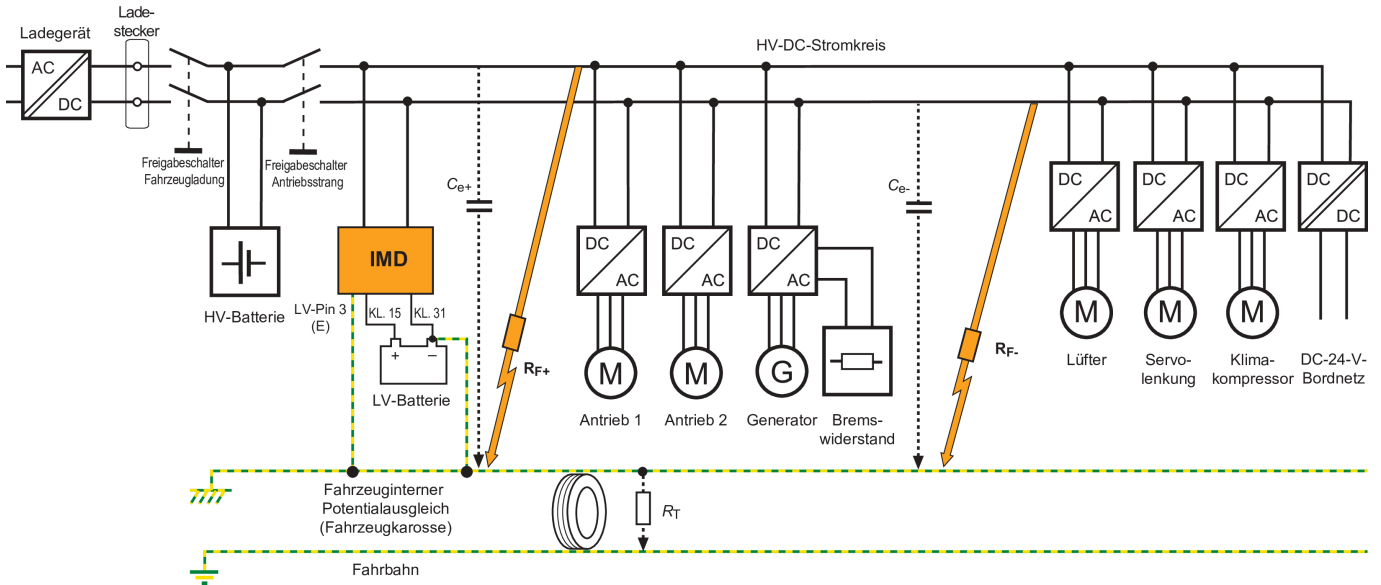 Ladegerät
Lade-
stecker
HV-DC-Stromkreis
AC
DC
Freigabeschalter
Fahrzeugladung
Freigabeschalter
Antriebsstrang
Ce+
Ce-
HV-Batterie
IMD
LV-Pin 3
(E)
KL. 15
KL. 31
+
–
LV-Batterie
RF+
RF-
DC
AC
DC
AC
DC
AC
M
M
G
Antrieb 1
Antrieb 2
Generator
Brems-
widerstand
DC
AC
DC
AC
DC
AC
DC
DC
M
M
M
Lüfter
Servo-
lenkung
Klima-
kompressor
DC-24-V-
Bordnetz
Fahrzeuginterner
Potentialausgleich
(Fahrzeugkarosse)
RT
Fahrbahn